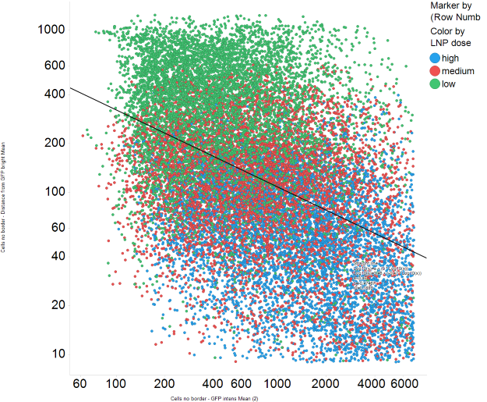 Marker by
(Row Numb
Color by
LNP dose
high
medium
low
1000
600
400
200
100
60
40
20
10
Cells no border - Distance from GFP bright Mean
60 100 200 400 600 1000 2000 4000 6000
Cells no border - GFP intens Mean (2)